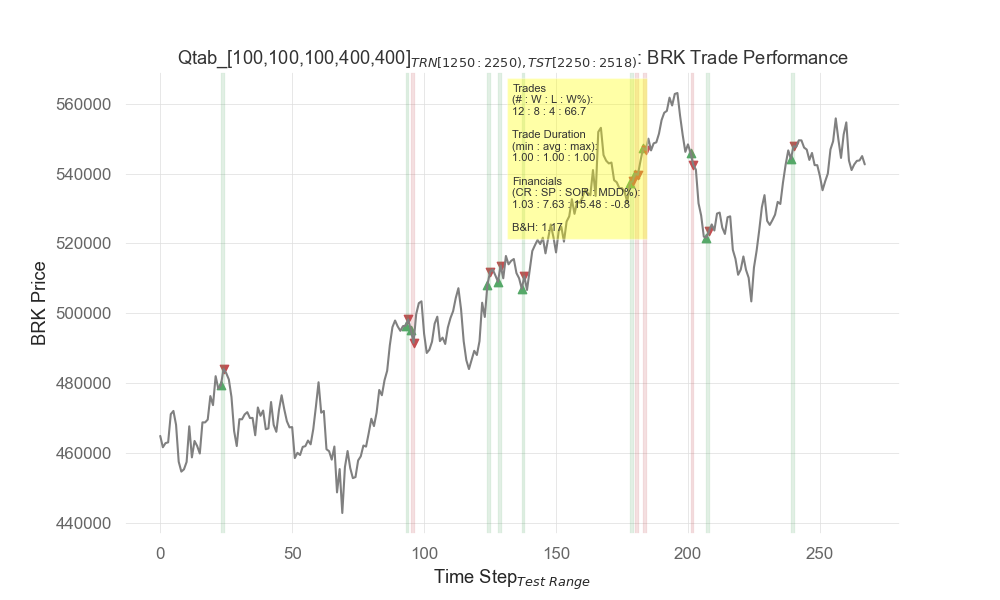 Qtab_[100,100,100,400,400]TRN[1250:2250),TST[2250:2518): BRK Trade Performance
Trades
(# : W : L : W%):
12 : 8 : 4 : 66.7
Trade Duration
(min : avg : max):
1.00 : 1.00 : 1.00
Financials
(CR : SP : SOR : MDD%):
1.03 : 7.63 : 15.48 : -0.8
B&H: 1.17
BRK Price
560000
540000
520000
500000
480000
460000
440000
0 50 100 150 200 250
Time StepTest Range